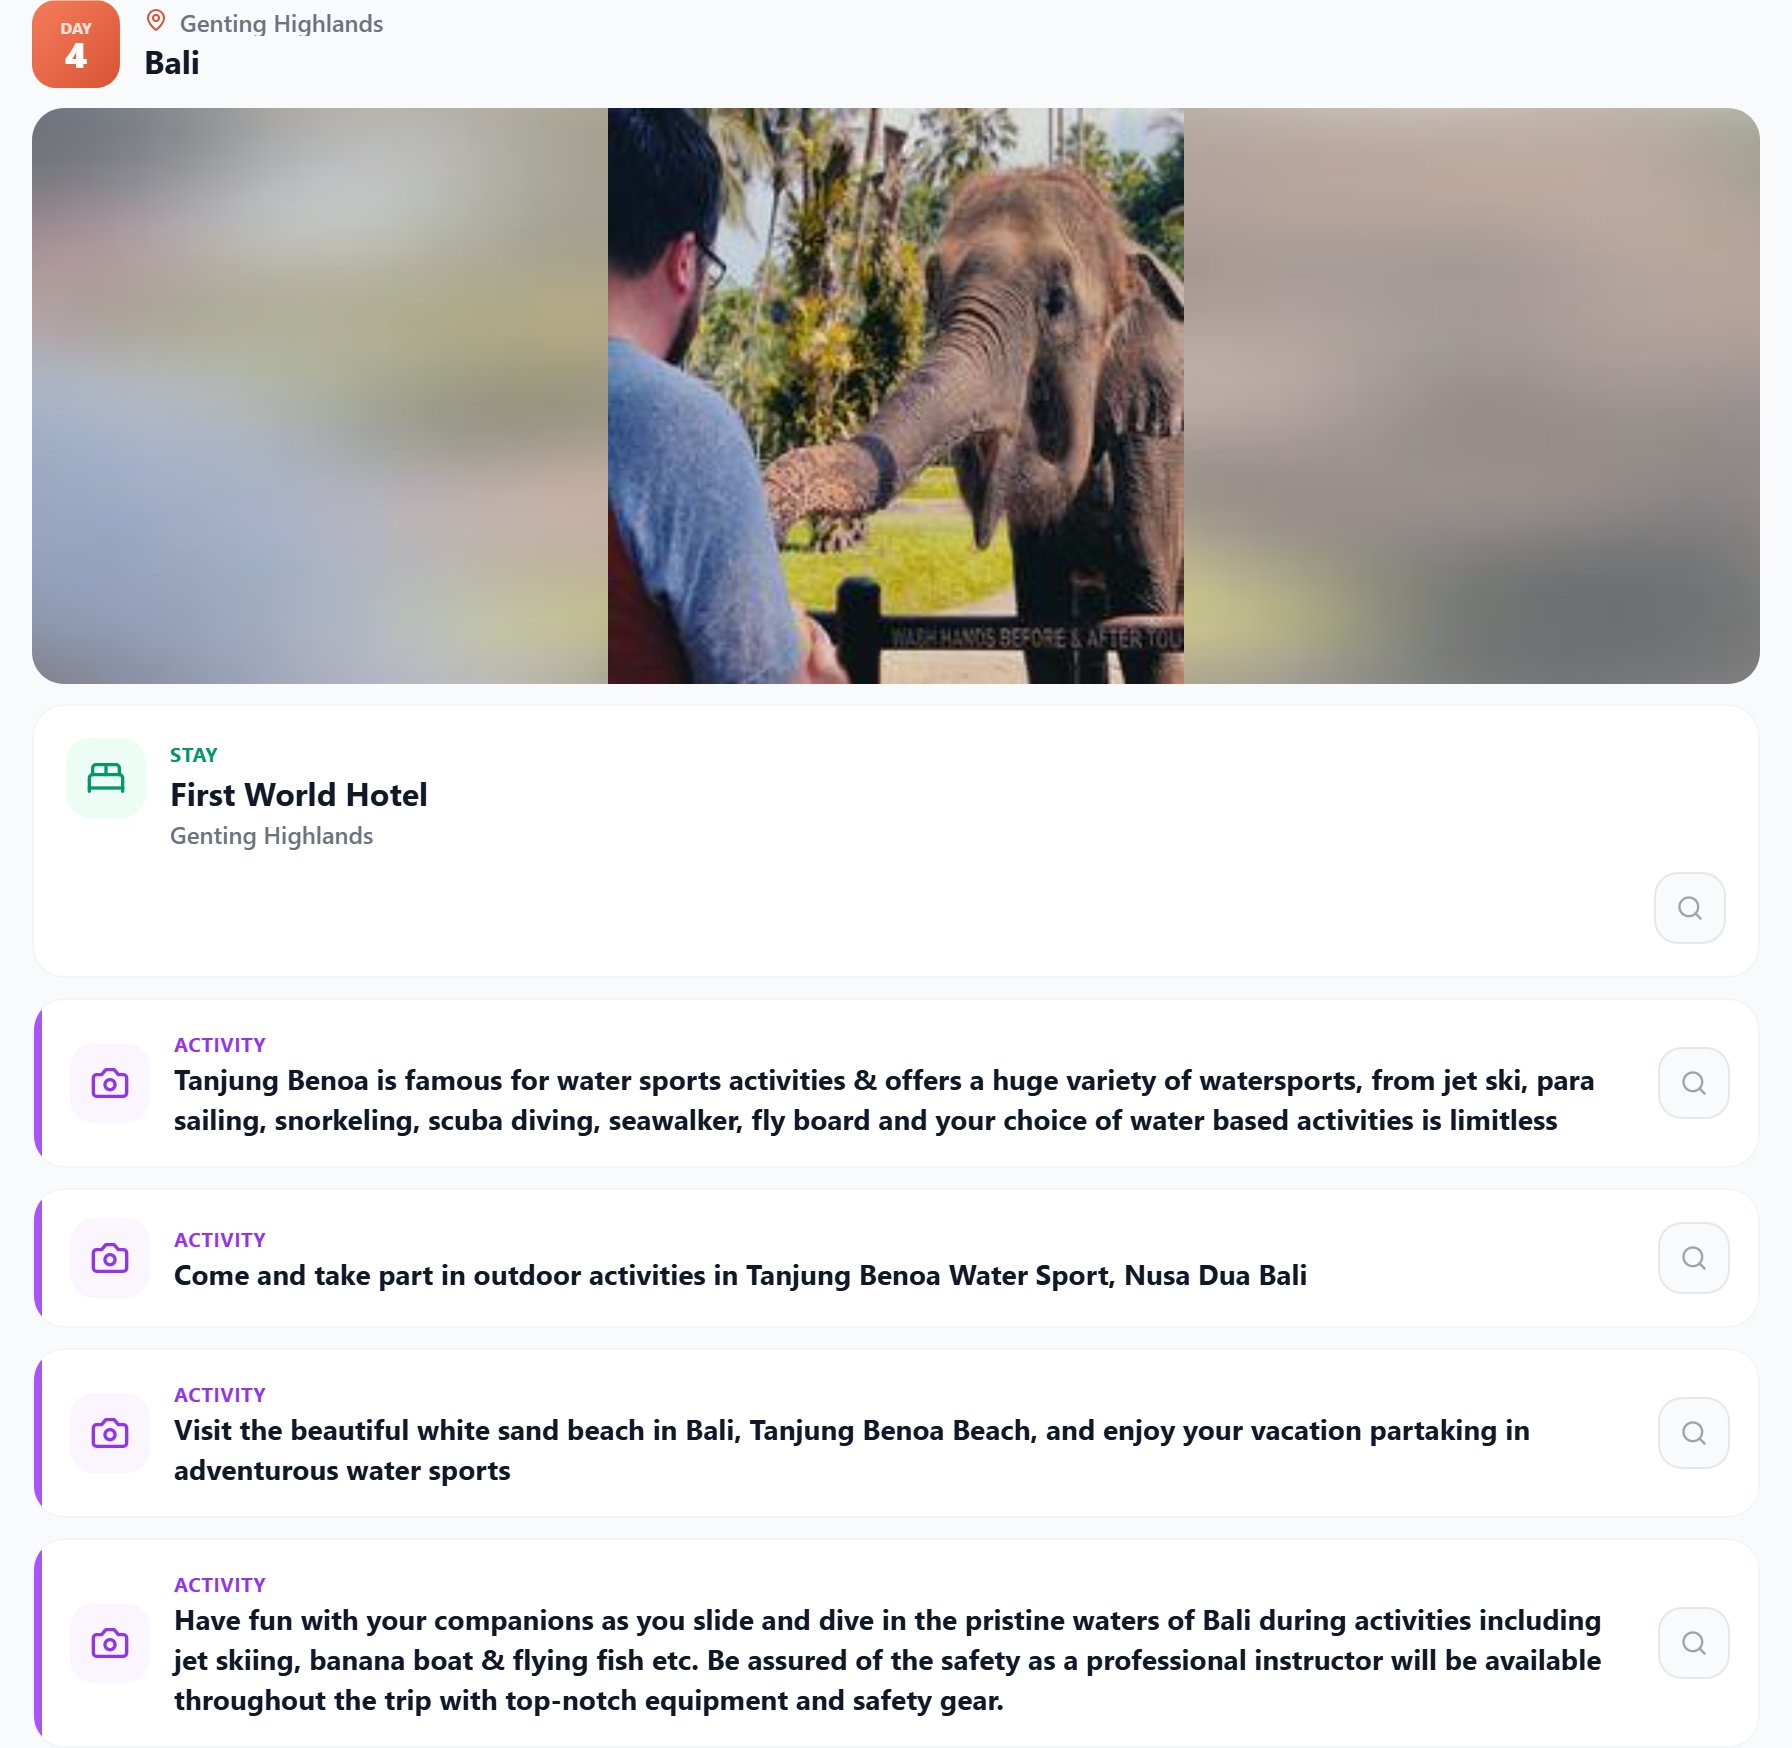 DAY
4
Genting Highlands
Bali
WASH HANDS BEFORE & AFTER TOU
STAY
First World Hotel
Genting Highlands
ACTIVITY
Tanjung Benoa is famous for water sports activities & offers a huge variety of watersports, from jet ski, para
sailing, snorkeling, scuba diving, seawalker, fly board and your choice of water based activities is limitless
ACTIVITY
Come and take part in outdoor activities in Tanjung Benoa Water Sport, Nusa Dua Bali
ACTIVITY
Visit the beautiful white sand beach in Bali, Tanjung Benoa Beach, and enjoy your vacation partaking in
adventurous water sports
ACTIVITY
Have fun with your companions as you slide and dive in the pristine waters of Bali during activities including
jet skiing, banana boat & flying fish etc. Be assured of the safety as a professional instructor will be available
throughout the trip with top-notch equipment and safety gear.